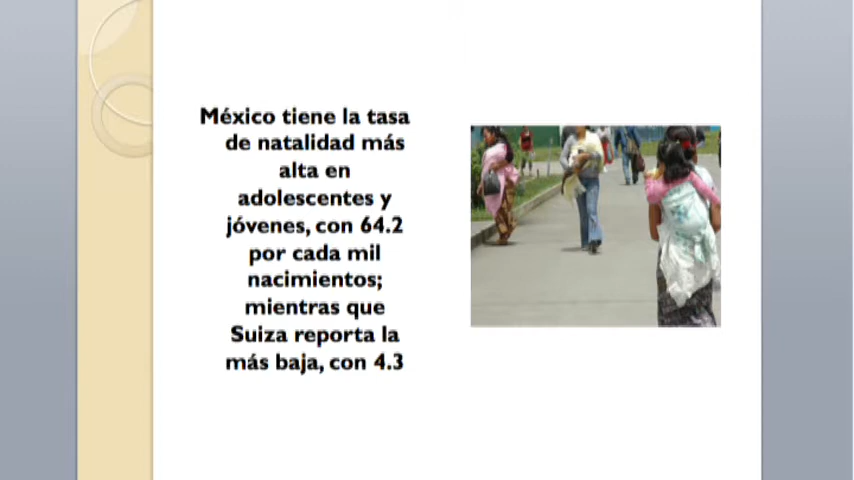 México tiene la tasa
de natalidad más
alta en
adolescentes y
jóvenes, con 64.2
por cada mil
nacimientos;
mientras que
Suiza reporta la
más baja, con 4.3